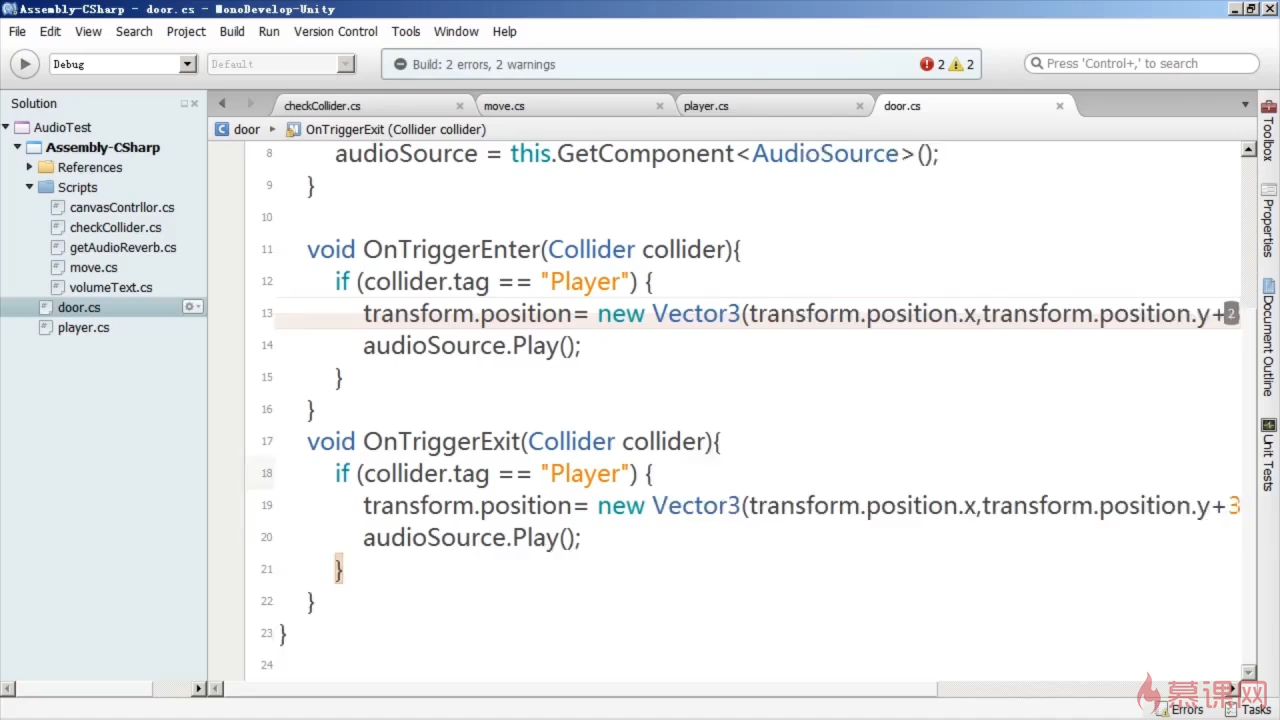 Assembly-CSharp - door.cs - MonoDevelop-Unity
File Edit View Search Project Build Run Version Control Tools Window Help
Debug
Default
Build: 2 errors, 2 warnings
2
2
Press 'Control+,' to search
Solution
AudioTest
Assembly-CSharp
References
Scripts
canvasContrllor.cs
checkCollider.cs
getAudioReverb.cs
move.cs
volumeText.cs
door.cs
player.cs
checkCollider.cs
move.cs
player.cs
door.cs
door
OnTriggerExit (Collider collider)
8 audioSource = this.GetComponent<AudioSource>();
9 }
10
11 void OnTriggerEnter(Collider collider){
12 if (collider.tag == "Player") {
13 transform.position= new Vector3(transform.position.x,transform.position.y+ 2
14 audioSource.Play();
15 }
16 }
17 void OnTriggerExit(Collider collider){
18 if (collider.tag == "Player") {
19 transform.position= new Vector3(transform.position.x,transform.position.y+3
20 audioSource.Play();
21 }
22 }
23 }
24
Toolbox
Properties
Document Outline
Unit Tests
慕课网
Errors
Tasks